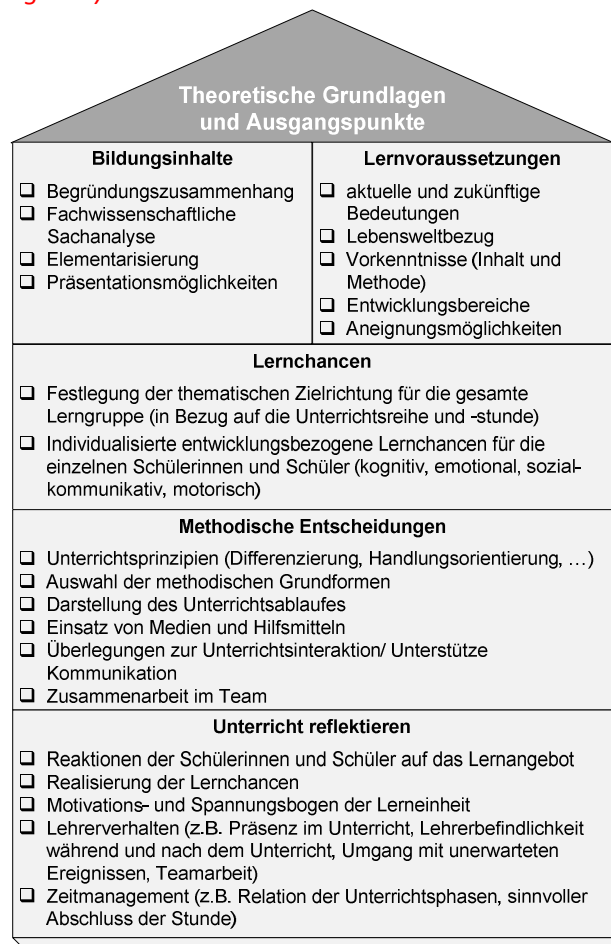 Theoretische Grundlagen
und Ausgangspunkte
Bildungsinhalte
❑ Begründungszusammenhang
❑ Fachwissenschaftliche
Sachanalyse
❑ Elementarisierung
❑ Präsentationsmöglichkeiten
Lernvoraussetzungen
❑ aktuelle und zukünftige
Bedeutungen
❑ Lebensweltbezug
❑ Vorkenntnisse (Inhalt und
Methode)
❑ Entwicklungsbereiche
❑ Aneignungsmöglichkeiten
Lernchancen
❑ Festlegung der thematischen Zielrichtung für die gesamte
Lerngruppe (in Bezug auf die Unterrichtsreihe und -stunde)
❑ Individualisierte entwicklungsbezogene Lernchancen für die
einzelnen Schülerinnen und Schüler (kognitiv, emotional, sozial-
kommunikativ, motorisch)
Methodische Entscheidungen
❑ Unterrichtsprinzipien (Differenzierung, Handlungsorientierung, …)
❑ Auswahl der methodischen Grundformen
❑ Darstellung des Unterrichtsablaufes
❑ Einsatz von Medien und Hilfsmitteln
❑ Überlegungen zur Unterrichtsinteraktion/ Unterstütze
Kommunikation
❑ Zusammenarbeit im Team
Unterricht reflektieren
❑ Reaktionen der Schülerinnen und Schüler auf das Lernangebot
❑ Realisierung der Lernchancen
❑ Motivations- und Spannungsbogen der Lerneinheit
❑ Lehrerverhalten (z.B. Präsenz im Unterricht, Lehrerbefindlichkeit
während und nach dem Unterricht, Umgang mit unerwarteten
Ereignissen, Teamarbeit)
❑ Zeitmanagement (z.B. Relation der Unterrichtsphasen, sinnvoller
Abschluss der Stunde)